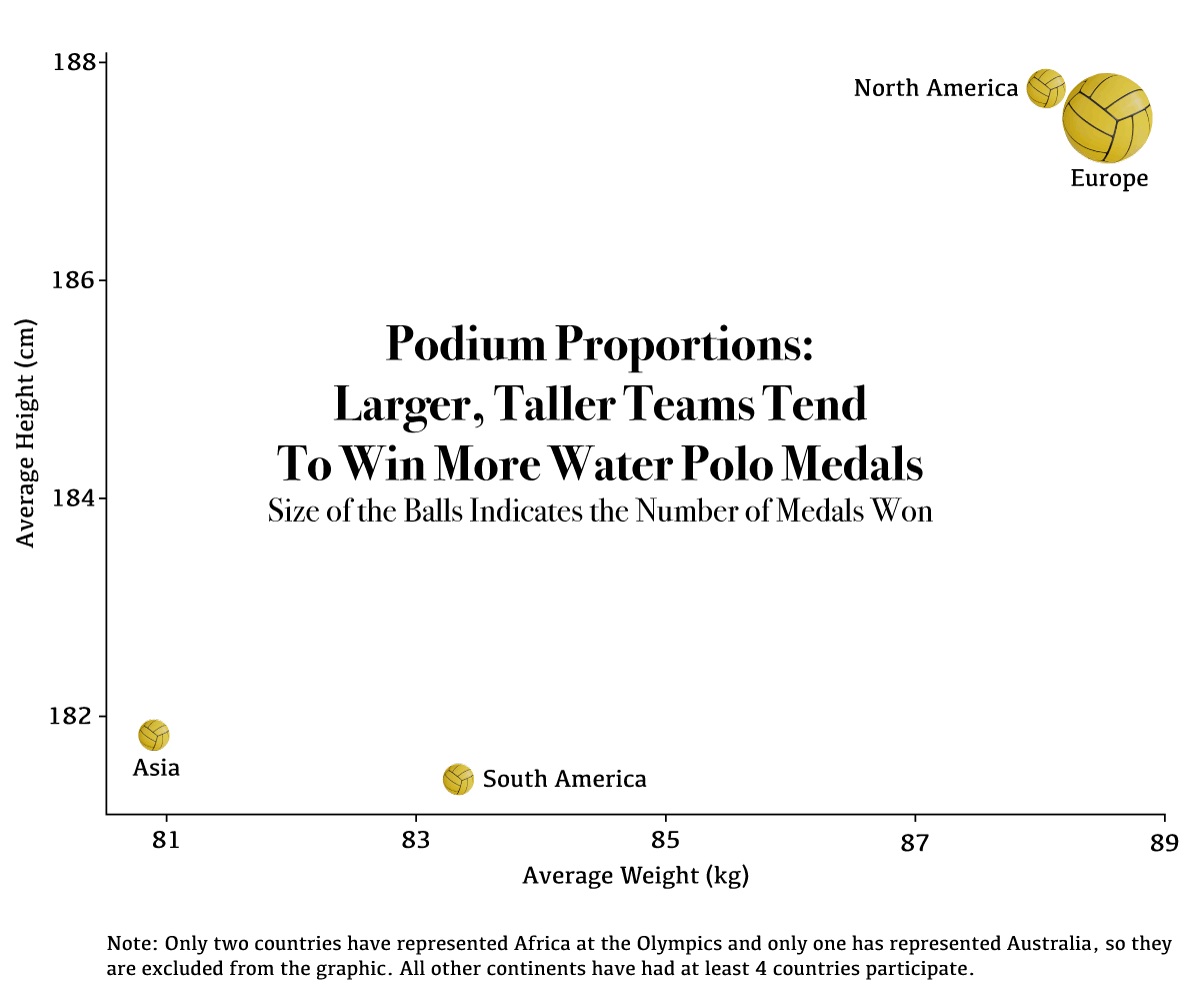 188
North America
Europe
186
Average Height (cm)
Podium Proportions:
Larger, Taller Teams Tend
To Win More Water Polo Medals
184
Size of the Balls Indicates the Number of Medals Won
182
Asia
South America
81
83
85
87
89
Average Weight (kg)
Note: Only two countries have represented Africa at the Olympics and only one has represented Australia, so they
are excluded from the graphic. All other continents have had at least 4 countries participate.